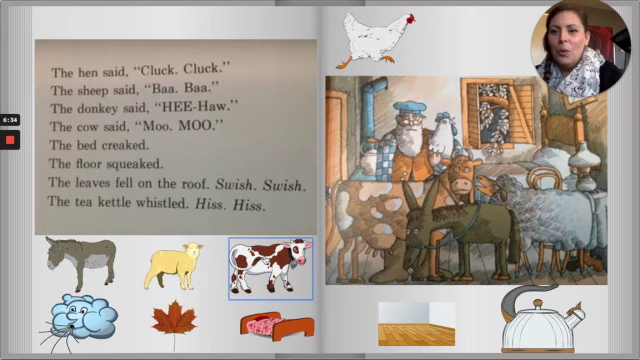 The hen said, “Cluck. Cluck.”
The sheep said, “Baa. Baa.”
The donkey said, “HEE-Haw.”
The cow said, “Moo. MOO.”
The bed creaked.
The floor squeaked.
The leaves fell on the roof. Swish. Swish.
The tea kettle whistled. Hiss. Hiss.
6:34